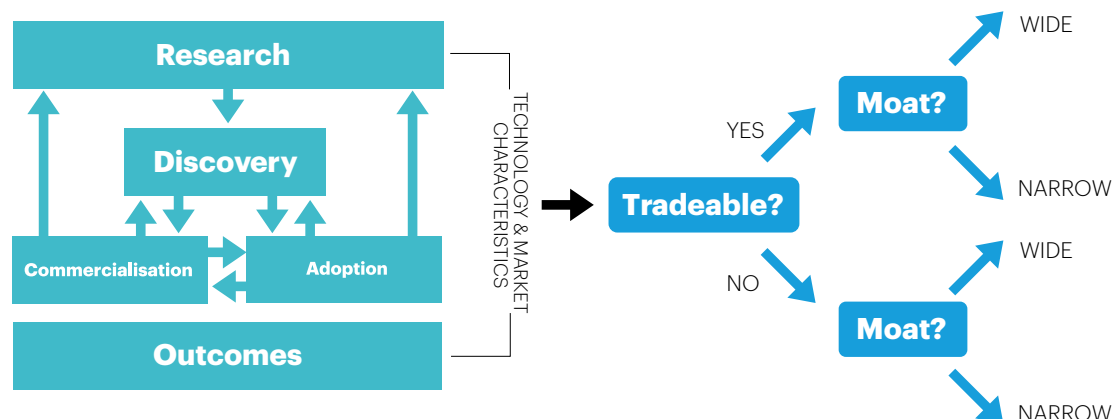 Research
Discovery
Commercialisation
Adoption
Outcomes
TECHNOLOGY & MARKET
CHARACTERISTICS
Tradeable?
YES
NO
Moat?
WIDE
NARROW
Moat?
WIDE
NARROW